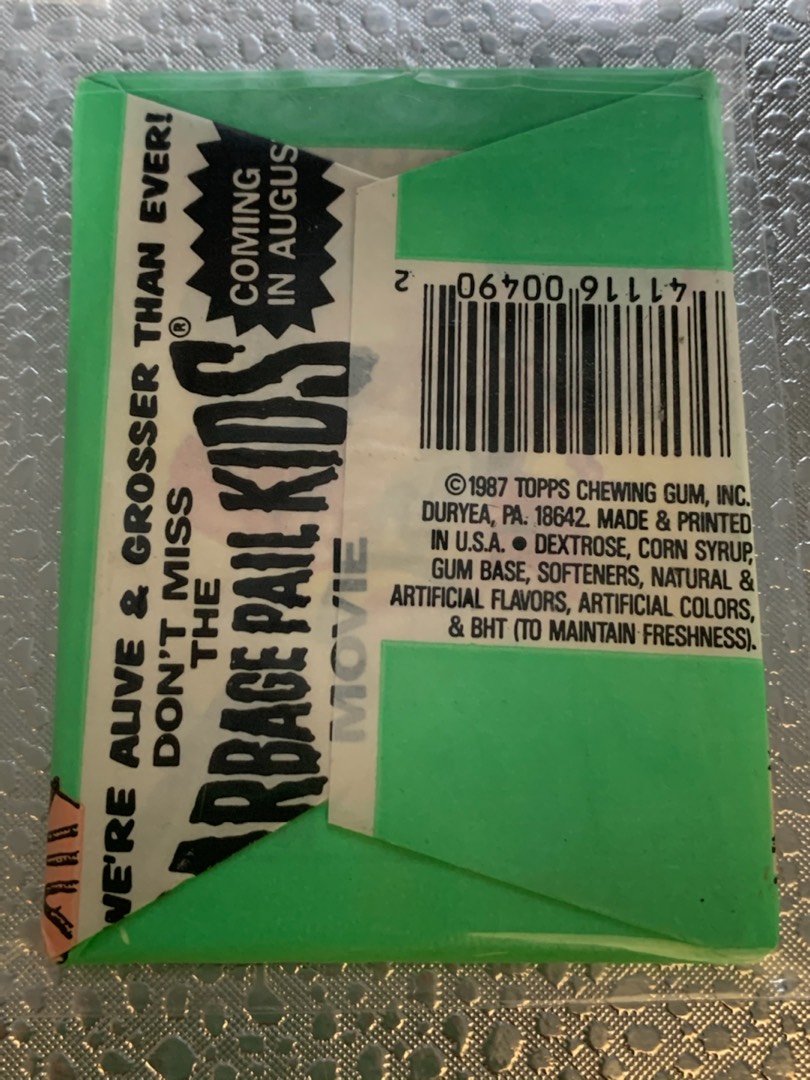 WE'RE ALIVE & GROSSER THAN EVER!
DON'T MISS
THE
ARBAGE PAIL KIDS®
MOVIE
COMING
IN AUGUS
41116 00490 2
©1987 TOPPS CHEWING GUM, INC.
DURYEA, PA. 18642. MADE & PRINTED
IN U.S.A. ● DEXTROSE, CORN SYRUP,
GUM BASE, SOFTENERS, NATURAL &
ARTIFICIAL FLAVORS, ARTIFICIAL COLORS,
& BHT (TO MAINTAIN FRESHNESS).